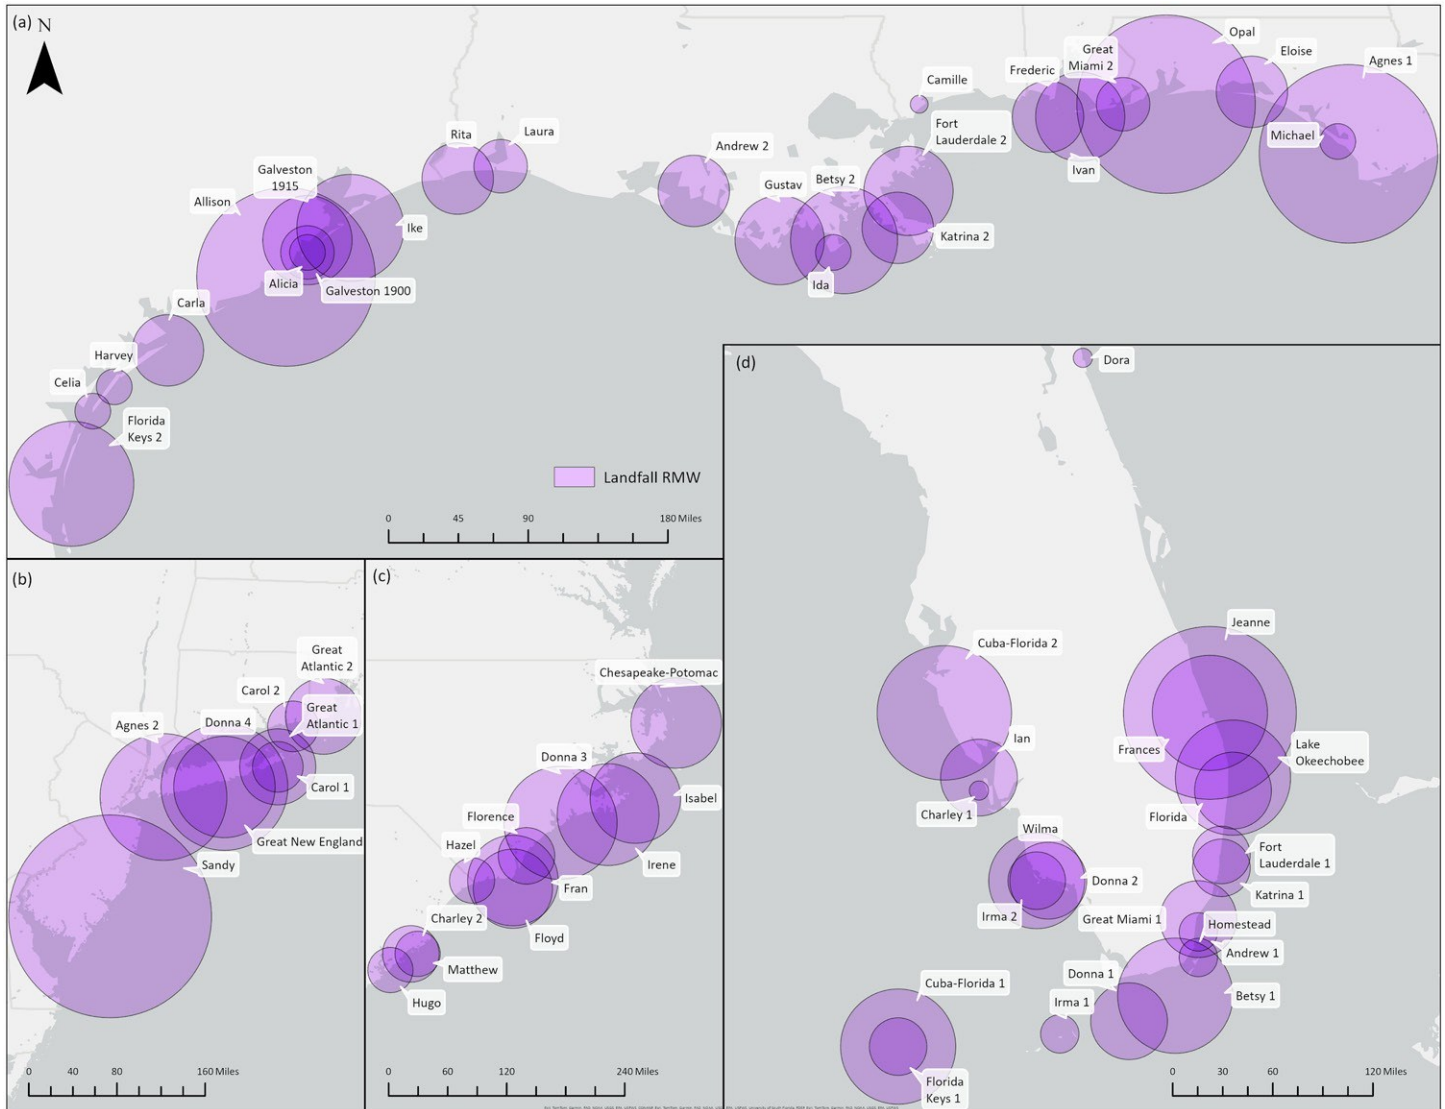 (a)
N
Opal
Great
Miami 2
Eloise
Frederic
Agnes 1
Camille
Fort
Lauderdale 2
Michael
Rita
Laura
Andrew 2
Ivan
Galveston
1915
Gustav
Betsy 2
Allison
Ike
Katrina 2
Alicia
Galveston 1900
Ida
Carla
Harvey
Celia
Florida
Keys 2
Landfall RMW
0 45 90 180 Miles
(b)
Great
Atlantic 2
Carol 2
Great
Atlantic 1
Agnes 2
Donna 4
Carol 1
Great New England
Sandy
0 40 80 160 Miles
(c)
Chesapeake-Potomac
Donna 3
Isabel
Florence
Hazel
Irene
Fran
Charley 2
Floyd
Matthew
Hugo
0 60 120 240 Miles
(d)
Dora
Jeanne
Cuba-Florida 2
Ian
Frances
Lake
Okeechobee
Charley 1
Florida
Wilma
Fort
Lauderdale 1
Donna 2
Katrina 1
Irma 2
Great Miami 1
Homestead
Andrew 1
Donna 1
Cuba-Florida 1
Irma 1
Betsy 1
Florida
Keys 1
0 30 60 120 Miles